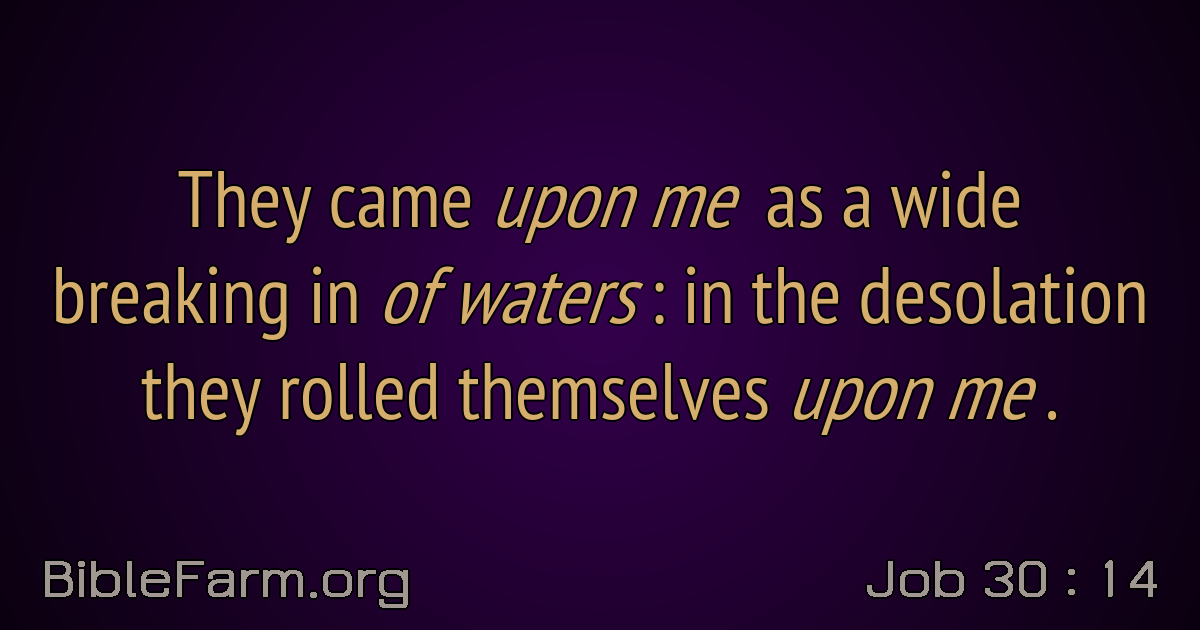 They came upon me as a wide
breaking in of waters : in the desolation
they rolled themselves upon me .
BibleFarm.org
Job 30 : 14